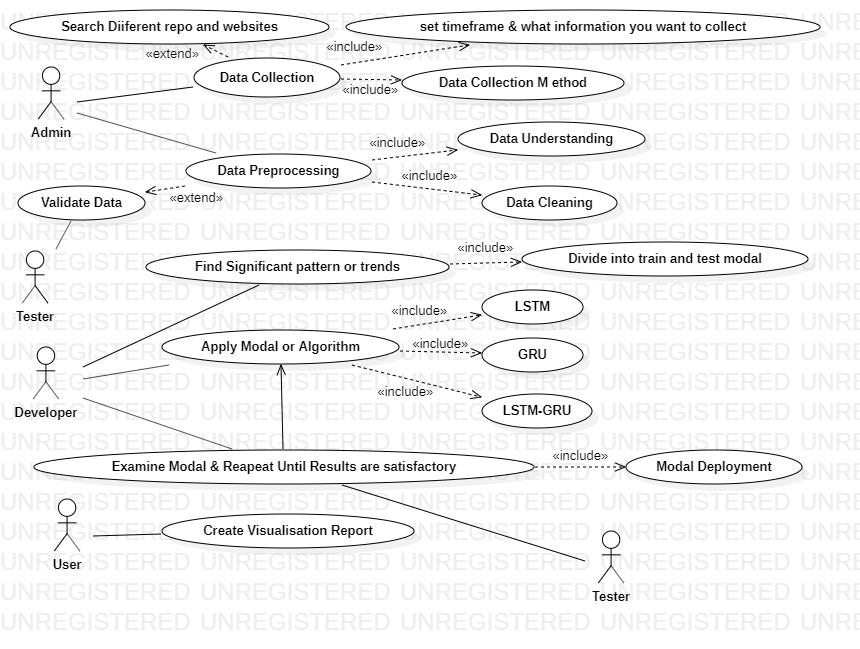 Search Diiferent repo and websites
set timeframe & what information you want to collect
«extend»
«include»
Data Collection
Data Collection M ethod
«include»
Admin
Data Understanding
«include»
Data Preprocessing
«include»
«extend»
Validate Data
Data Cleaning
Tester
Find Significant pattern or trends
«include»
Divide into train and test modal
LSTM
«include»
Apply Modal or Algorithm
«include»
GRU
«include»
LSTM-GRU
Developer
Examine Modal & Reapeat Until Results are satisfactory
«include»
Modal Deployment
Create Visualisation Report
User
Tester
UNREGISTERED